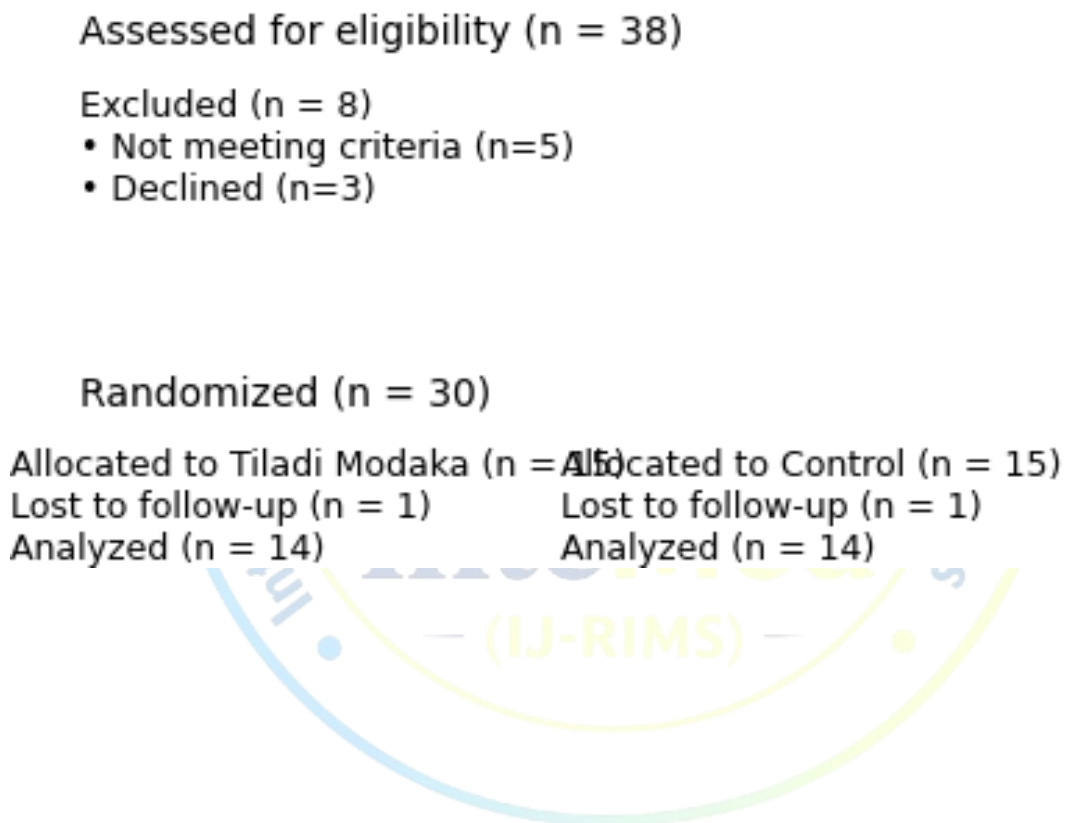 Assessed for eligibility (n = 38)
Excluded (n = 8)
• Not meeting criteria (n=5)
• Declined (n=3)
Randomized (n = 30)
Allocated to Tiladi Modaka (n = 15)
Lost to follow-up (n = 1)
Analyzed (n = 14)
Allocated to Control (n = 15)
Lost to follow-up (n = 1)
Analyzed (n = 14)
(IJ-RIMS)